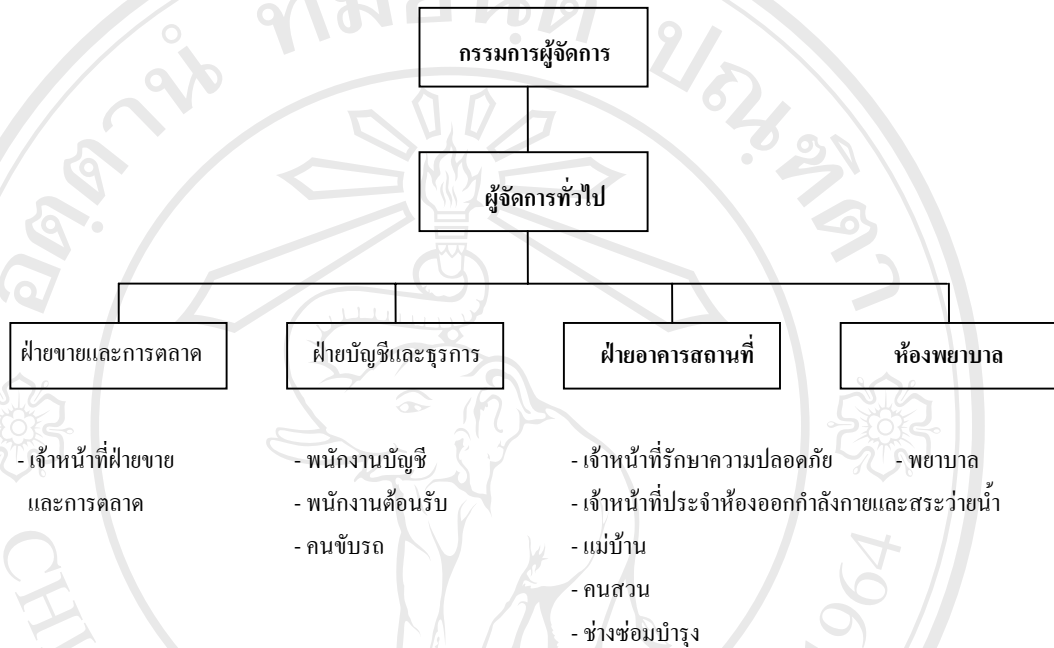 กรรมการผู้จัดการ
ผู้จัดการทั่วไป
ฝ่ายขายและการตลาด
ฝ่ายบัญชีและธุรการ
ฝ่ายอาคารสถานที่
ห้องพยาบาล
- เจ้าหน้าที่ฝ่ายขาย
และการตลาด
- พนักงานบัญชี
- พนักงานต้อนรับ
- คนขับรถ
- เจ้าหน้าที่รักษาความปลอดภัย
- เจ้าหน้าที่ประจำห้องออกกำลังกายและสระว่ายน้ำ
- แม่บ้าน
- คนสวน
- ช่างซ่อมบำรุง
- พยาบาล
1964